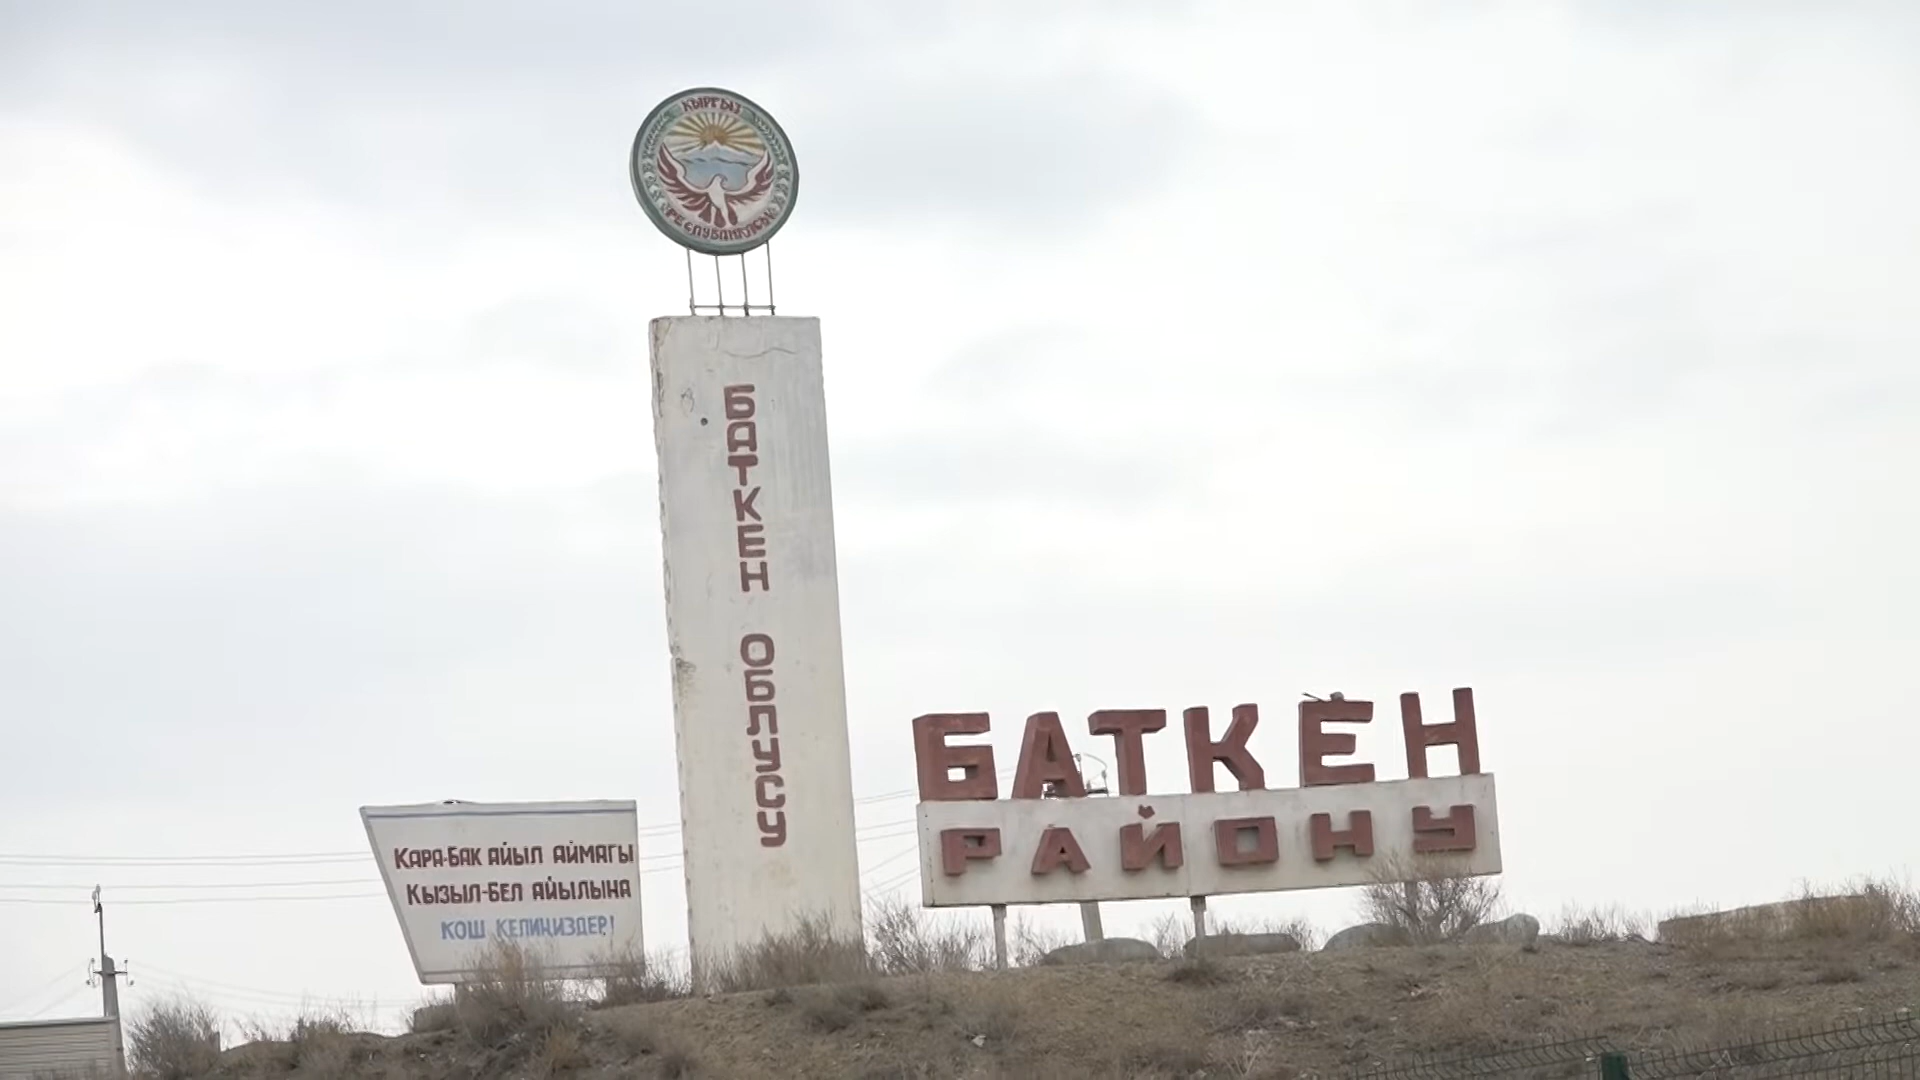 КЫРГЫЗ
РЕСПУБЛИКАСЫ
БАТКЕН ОБЛУСУ
БАТКЕН
РАЙОНУ
КАРА-БАК АЙЫЛ АЙМАГЫ
КЫЗЫЛ-БЕЛ АЙЫЛЫНА
КОШ КЕЛИҢИЗДЕР!